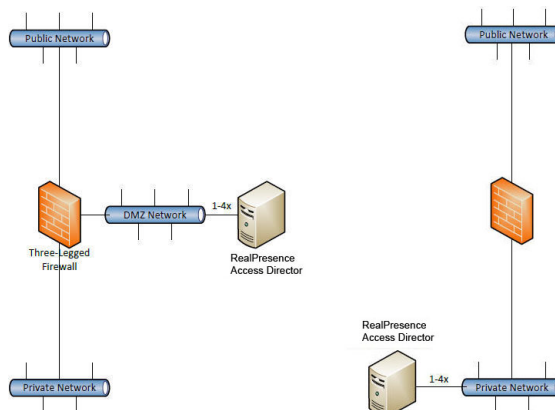 Public Network
Three-Legged
Firewall
DMZ Network
1-4x
RealPresence
Access Director
Private Network
Public Network
RealPresence
Access Director
1-4x
Private Network